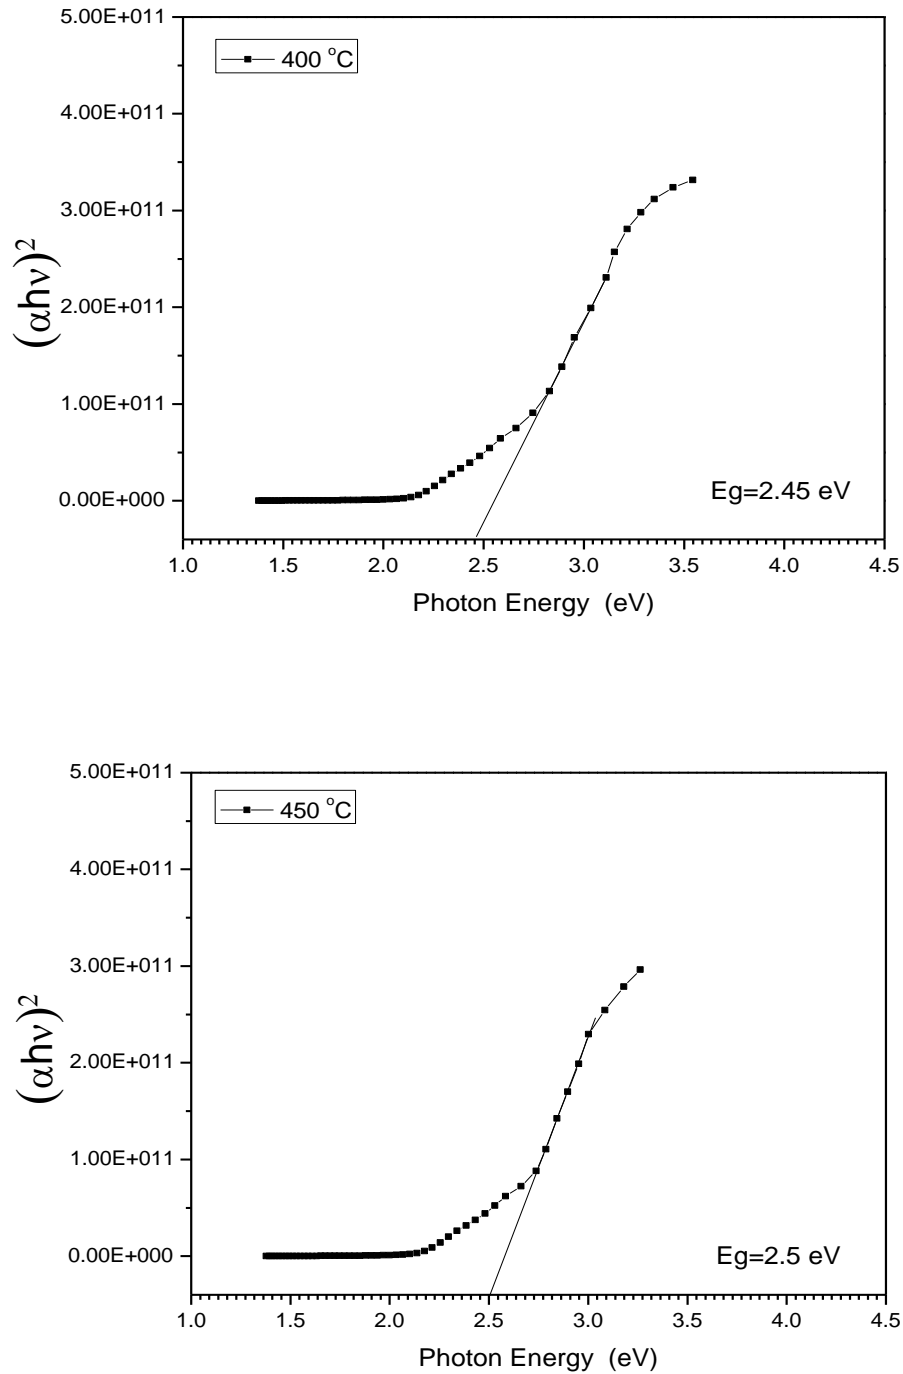 5.00E+011
400 °C
4.00E+011
3.00E+011
(αhν)²
2.00E+011
1.00E+011
0.00E+000
Eg=2.45 eV
1.0 1.5 2.0 2.5 3.0 3.5 4.0 4.5
Photon Energy (eV)
5.00E+011
450 °C
4.00E+011
3.00E+011
(αhν)²
2.00E+011
1.00E+011
0.00E+000
Eg=2.5 eV
1.0 1.5 2.0 2.5 3.0 3.5 4.0 4.5
Photon Energy (eV)